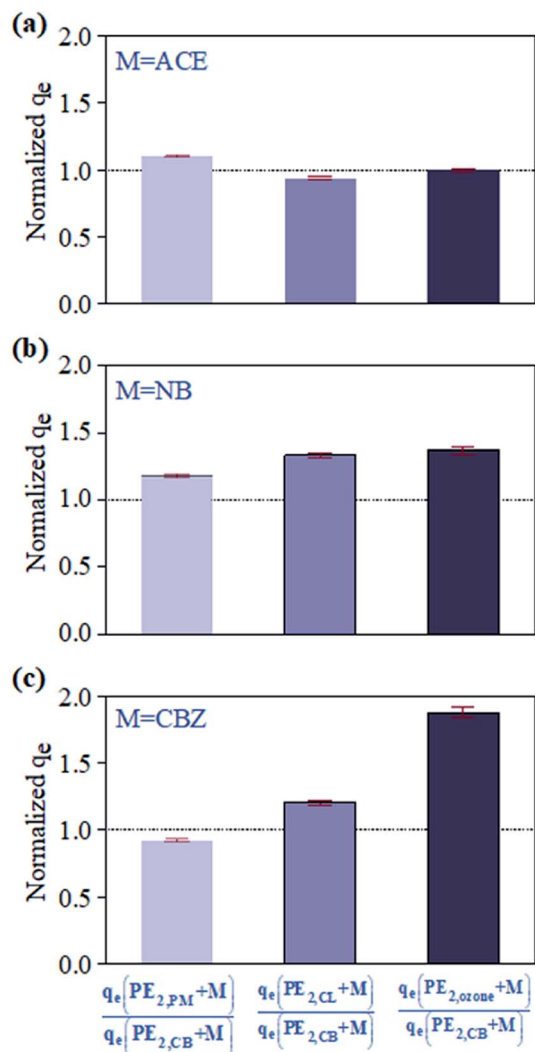 (a)
2.0
M=ACE
1.5
1.0
0.5
0.0
Normalized qe
(b)
2.0
M=NB
1.5
1.0
0.5
0.0
Normalized qe
(c)
2.0
M=CBZ
1.5
1.0
0.5
0.0
Normalized qe
qe(PE2,PM+M)
qe(PE2,CB+M)
qe(PE2,CL+M)
qe(PE2,CB+M)
qe(PE2,ozone+M)
qe(PE2,CB+M)